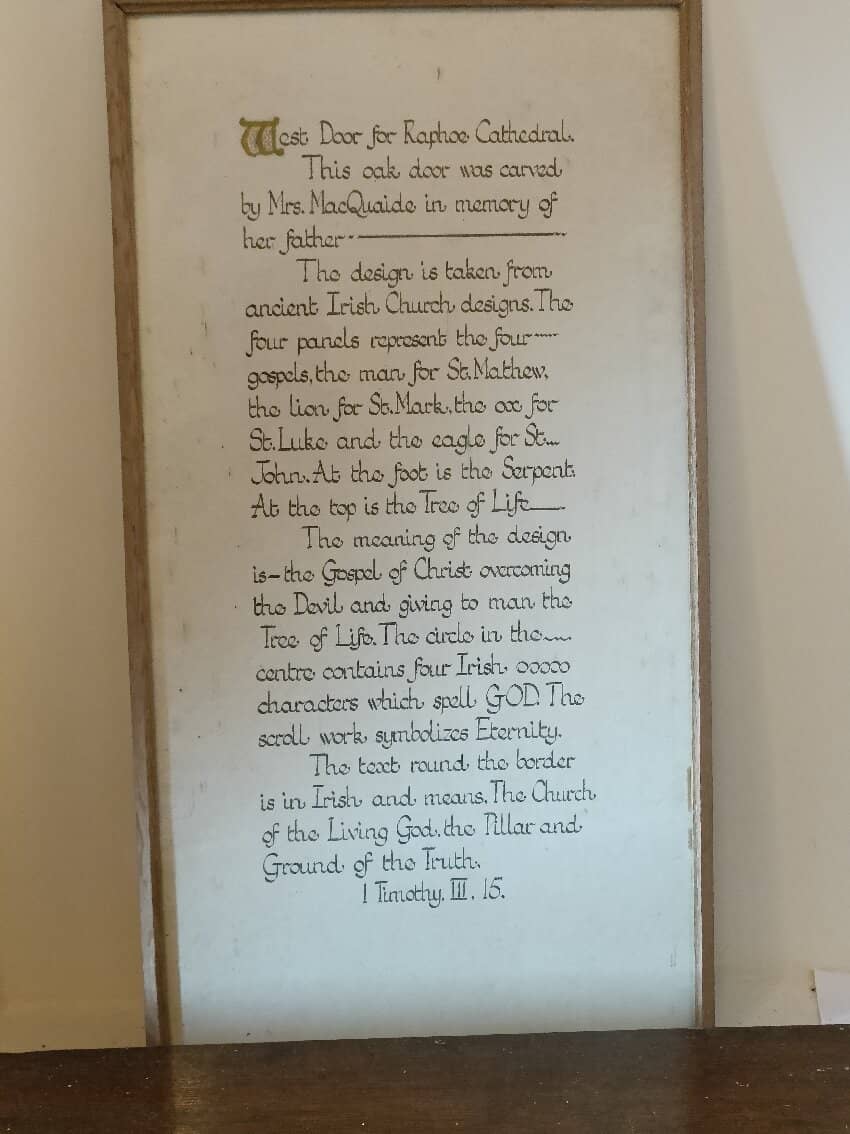 West Door for Raphoe Cathedral.
This oak door was carved
by Mrs. MacQuaide in memory of
her father
The design is taken from
ancient Irish Church designs. The
four panels represent the four
gospels, the man for St. Mathew,
the lion for St. Mark, the ox for
St. Luke and the eagle for St.
John. At the foot is the Serpent.
At the top is the Tree of Life
The meaning of the design
is – the Gospel of Christ overcoming
the Devil and giving to man the
Tree of Life. The circle in the
centre contains four Irish ooooo
characters which spell GOD. The
scroll work symbolizes Eternity.
The text round the border
is in Irish and means, The Church
of the Living God, the Pillar and
Ground of the Truth.
1 Timothy. III. 15.